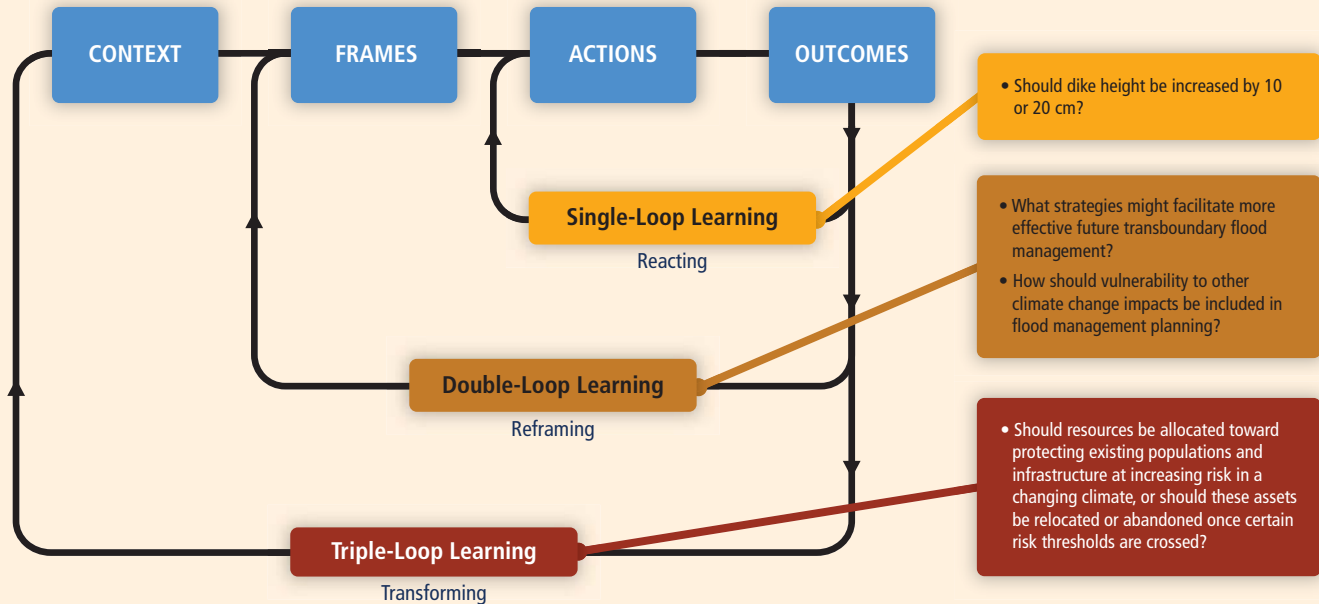 CONTEXT
FRAMES
ACTIONS
OUTCOMES
• Should dike height be increased by 10
or 20 cm?
Single-Loop Learning
Reacting
• What strategies might facilitate more
effective future transboundary flood
management?
• How should vulnerability to other
climate change impacts be included in
flood management planning?
Double-Loop Learning
Reframing
• Should resources be allocated toward
protecting existing populations and
infrastructure at increasing risk in a
changing climate, or should these assets
be relocated or abandoned once certain
risk thresholds are crossed?
Triple-Loop Learning
Transforming